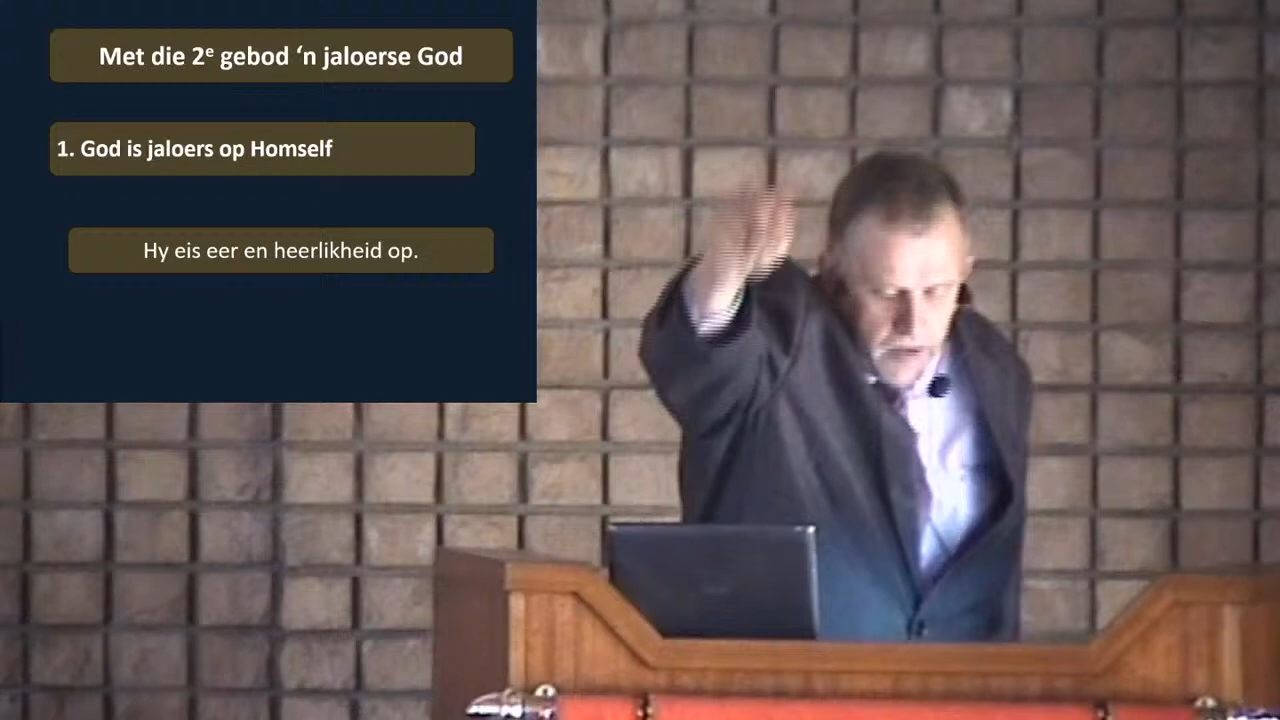 Met die 2ᵉ gebod ‘n jaloerse God
1. God is jaloers op Homself
Hy eis eer en heerlikheid op.